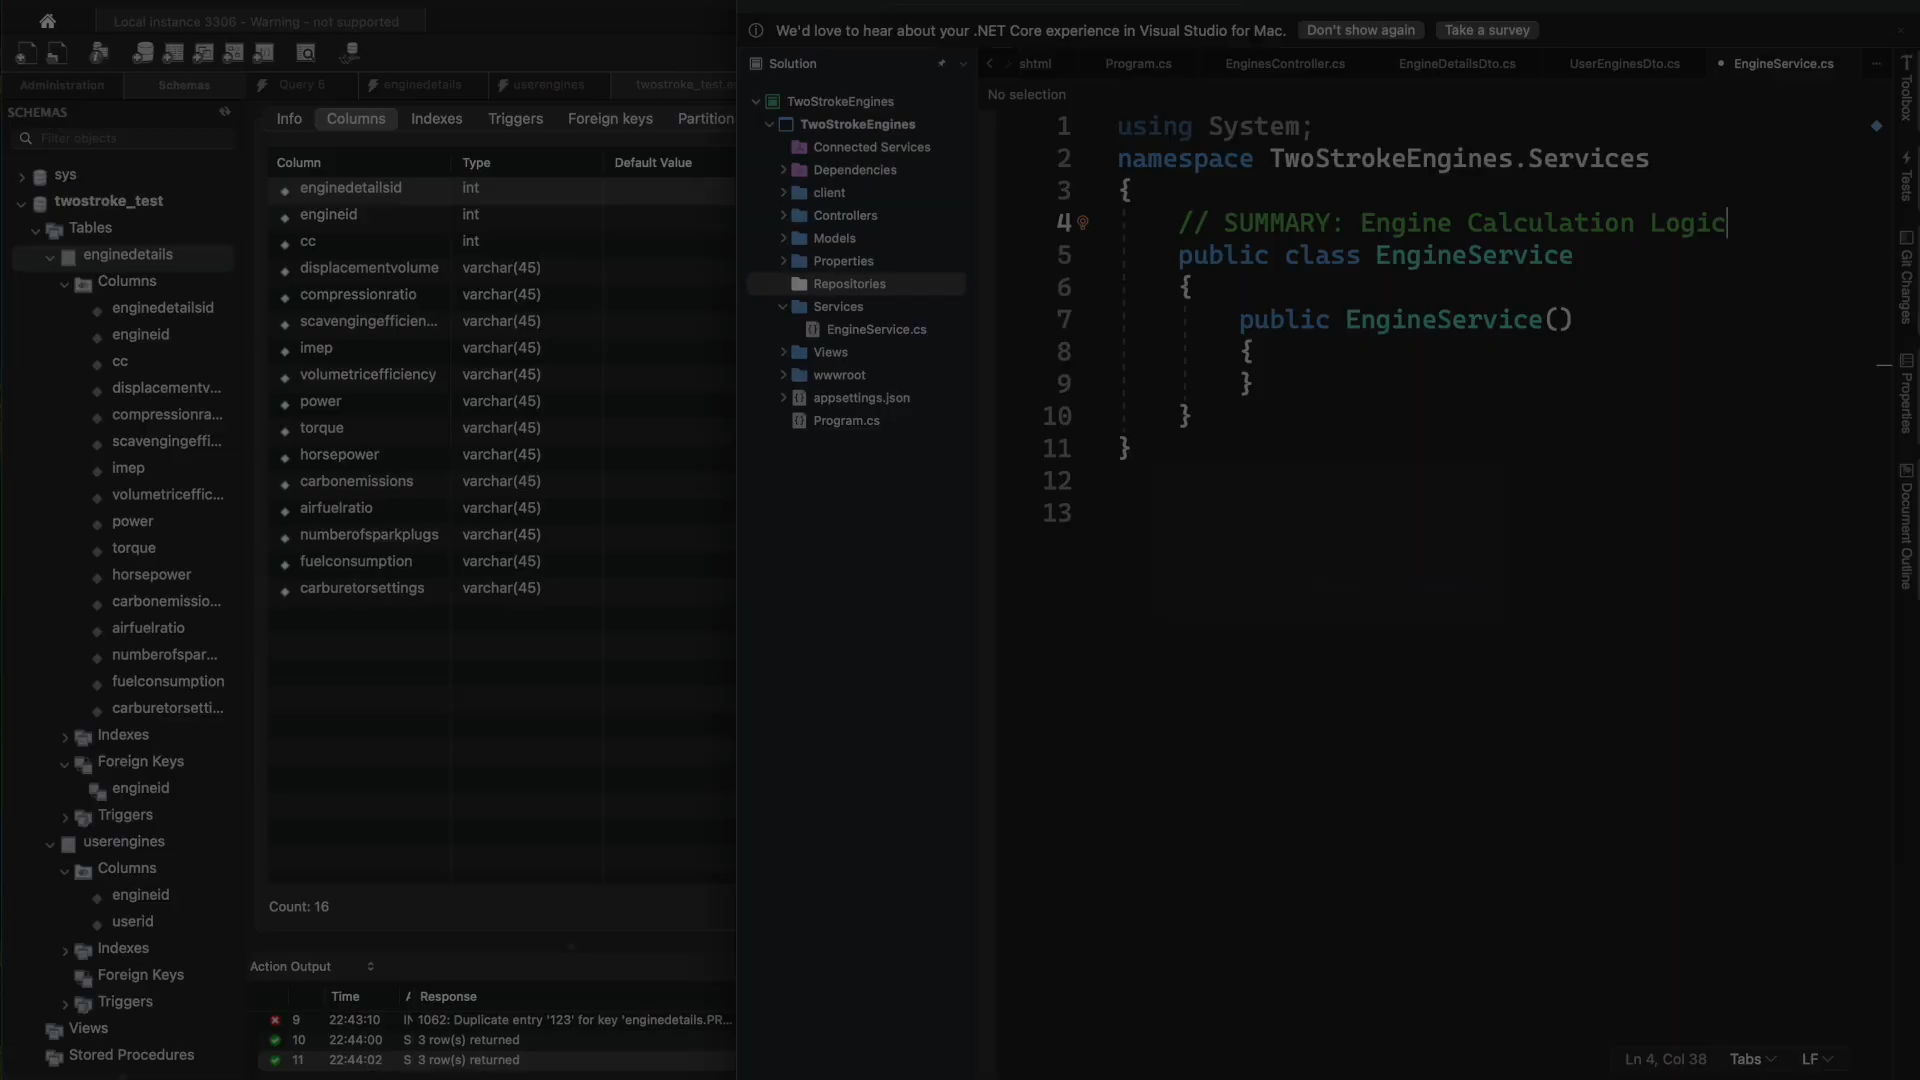 Local instance 3306 - Warning - not supported
Administration
Schemas
Query 6
enginedetails
userengines
twostroke_test.e
SCHEMAS
Filter objects
sys
twostroke_test
Tables
enginedetails
Columns
enginedetailsid
engineid
cc
displacementv...
compressionra...
scavengingeffi...
imep
volumetriceffic...
power
torque
horsepower
carbonemissio...
airfuelratio
numberofspar...
fuelconsumption
carburetorsetti...
Indexes
Foreign Keys
engineid
Triggers
userengines
Columns
engineid
userid
Indexes
Foreign Keys
Triggers
Views
Stored Procedures
Info Columns Indexes Triggers Foreign keys Partition
Column Type Default Value
enginedetailsid int
engineid int
cc int
displacementvolume varchar(45)
compressionratio varchar(45)
scavengingefficien... varchar(45)
imep varchar(45)
volumetricefficiency varchar(45)
power varchar(45)
torque varchar(45)
horsepower varchar(45)
carbonemissions varchar(45)
airfuelratio varchar(45)
numberofsparkplugs varchar(45)
fuelconsumption varchar(45)
carburetorsettings varchar(45)
Count: 16
Action Output
Time Response
9 22:43:10 IN 1062: Duplicate entry '123' for key 'enginedetails.PR...
10 22:44:00 S 3 row(s) returned
11 22:44:02 S 3 row(s) returned
We'd love to hear about your .NET Core experience in Visual Studio for Mac. Don't show again Take a survey
Solution
TwoStrokeEngines
TwoStrokeEngines
Connected Services
Dependencies
client
Controllers
Models
Properties
Repositories
Services
EngineService.cs
Views
wwwroot
appsettings.json
Program.cs
shtml Program.cs EnginesController.cs EngineDetailsDto.cs UserEnginesDto.cs EngineService.cs
No selection
1 using System;
2 namespace TwoStrokeEngines.Services
3 {
4 // SUMMARY: Engine Calculation Logic
5 public class EngineService
6 {
7 public EngineService()
8 {
9 }
10 }
11 }
12
13
Toolbox
Tests
Git Changes
Properties
Document Outline
Ln 4, Col 38 Tabs LF